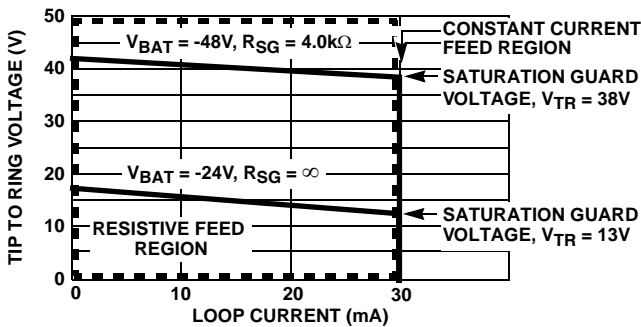 TIP TO RING VOLTAGE (V)
50
40
30
20
10
0
V_BAT = -48V, R_SG = 4.0kΩ
V_BAT = -24V, R_SG = ∞
RESISTIVE FEED
REGION
CONSTANT CURRENT
FEED REGION
SATURATION GUARD
VOLTAGE, V_TR = 38V
SATURATION GUARD
VOLTAGE, V_TR = 13V
0
10
20
30
LOOP CURRENT (mA)